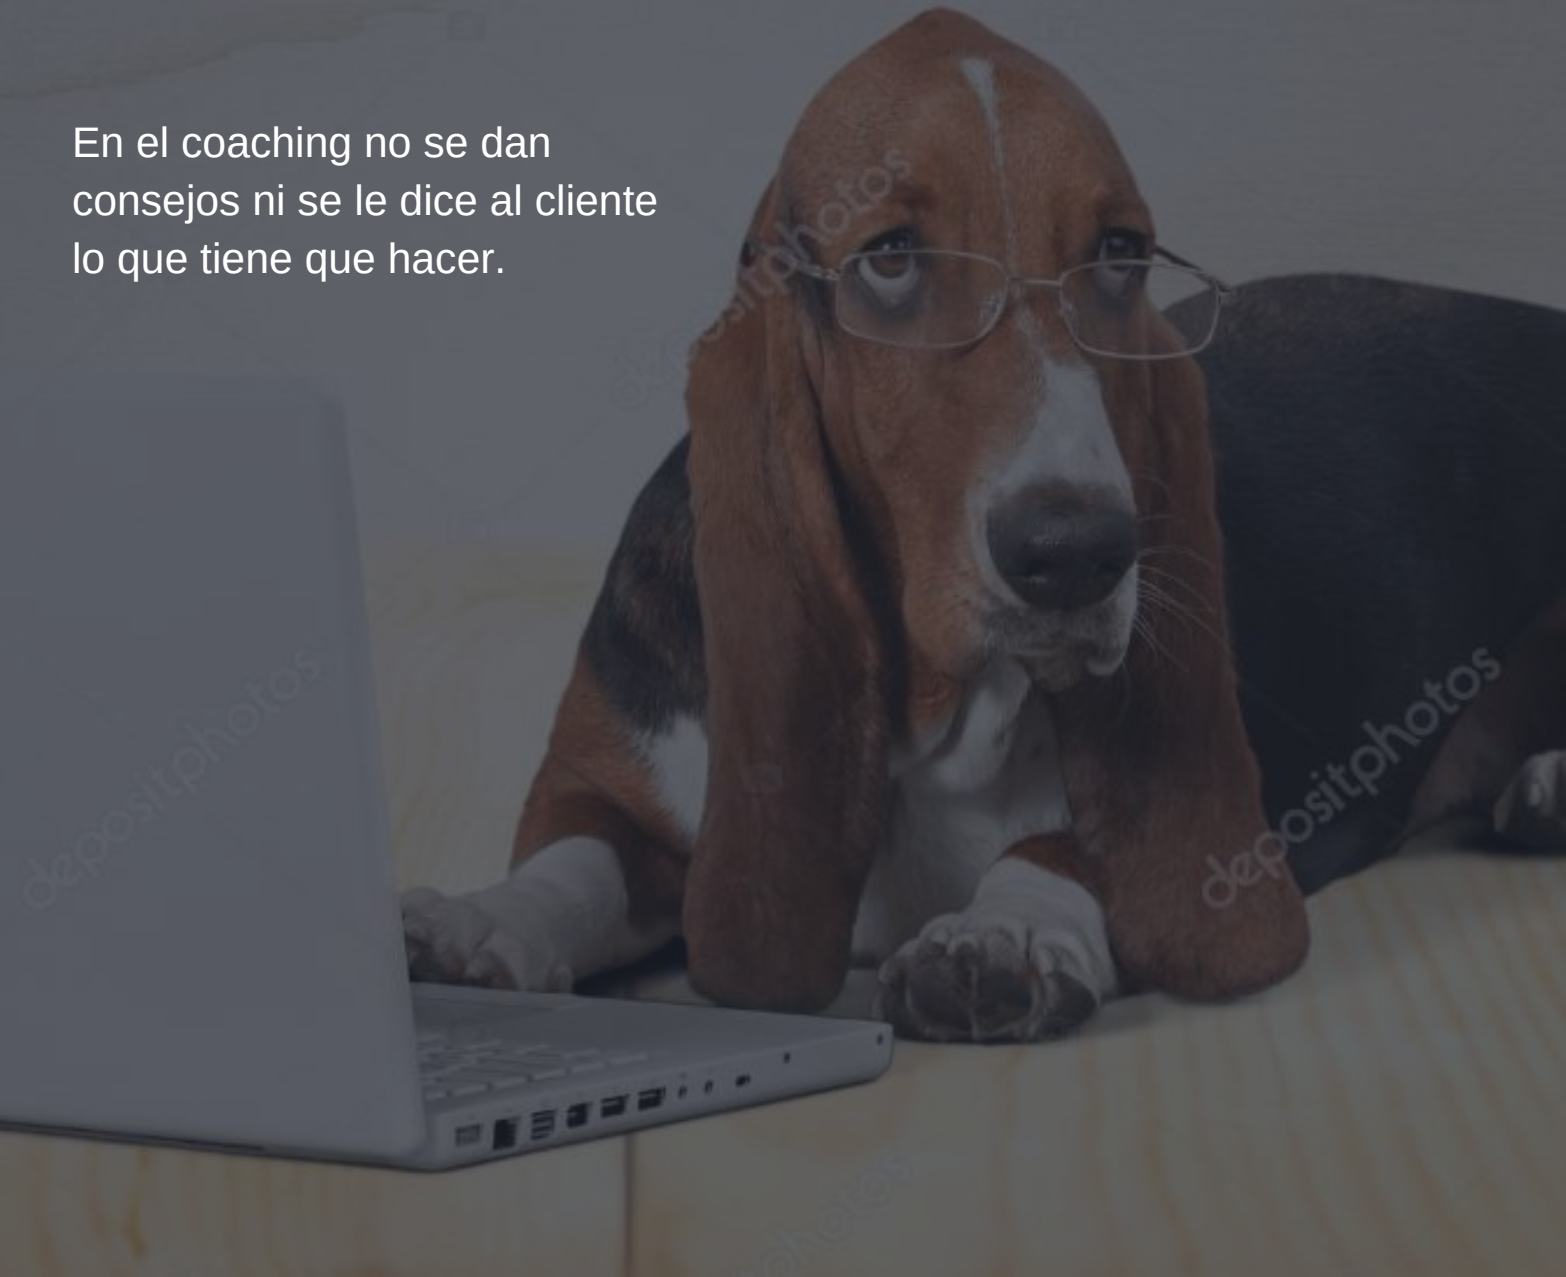 En el coaching no se dan
consejos ni se le dice al cliente
lo que tiene que hacer.
depositphotos
depositphotos
depositphotos
photos